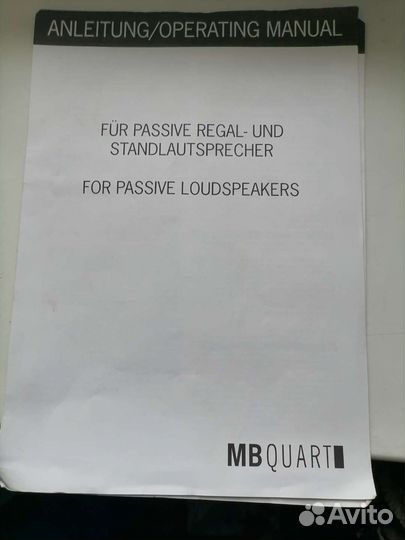 ANLEITUNG/OPERATING MANUAL
FÜR PASSIVE REGAL- UND
STANDLAUTSPRECHER
FOR PASSIVE LOUDSPEAKERS
MBQUART
Avito